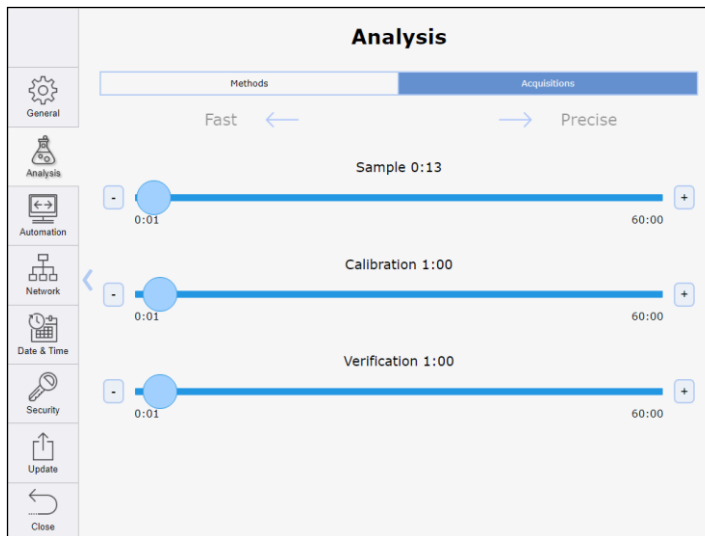 Analysis
Methods
Acquisitions
Fast
Precise
Sample 0:13
-
+
0:01
60:00
Calibration 1:00
-
+
0:01
60:00
Verification 1:00
-
+
0:01
60:00
General
Analysis
Automation
Network
Date & Time
Security
Update
Close